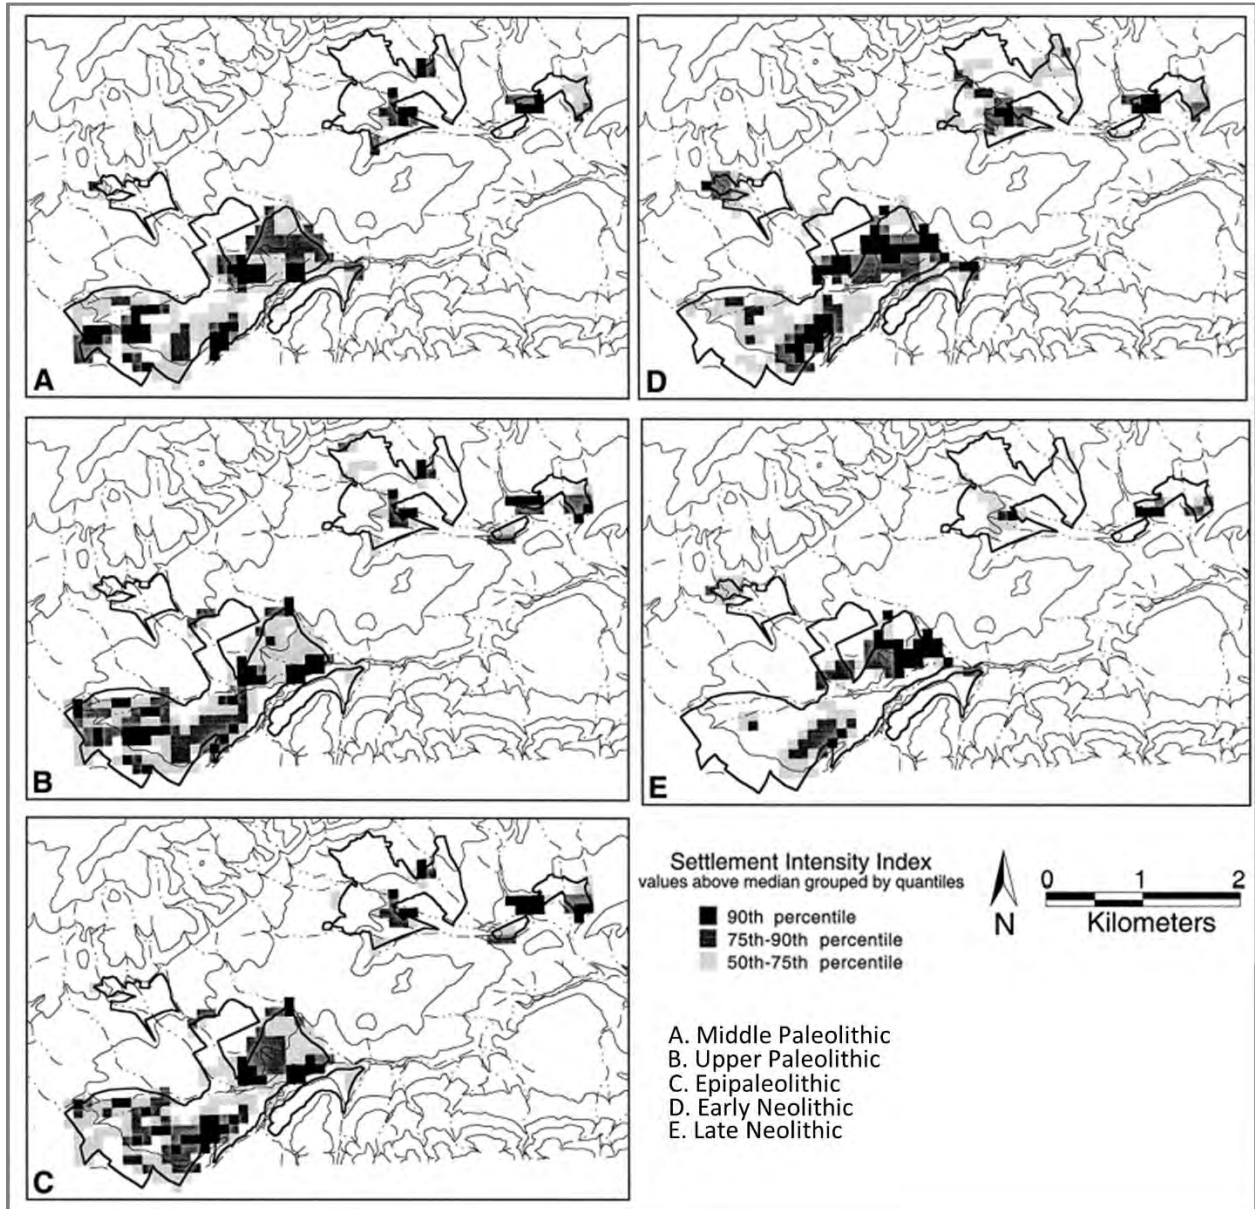 A
D
B
E
C
Settlement Intensity Index
values above median grouped by quantiles
90th percentile
75th-90th percentile
50th-75th percentile
N
0 1 2
Kilometers
A. Middle Paleolithic
B. Upper Paleolithic
C. Epipaleolithic
D. Early Neolithic
E. Late Neolithic